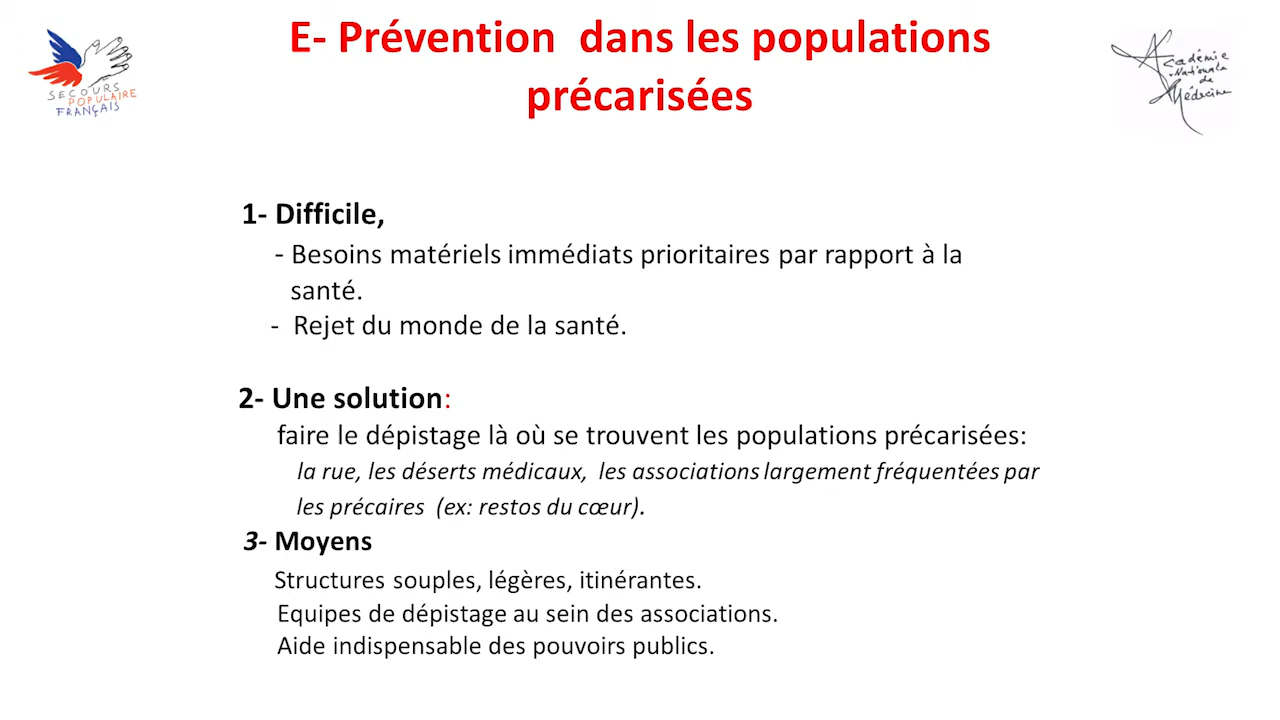 E- Prévention dans les populations
précarisées
SECOURS
POPULAIRE
FRANÇAIS
Académie
Nationale
de
Médecine
1- Difficile,
- Besoins matériels immédiats prioritaires par rapport à la
santé.
- Rejet du monde de la santé.
2- Une solution:
faire le dépistage là où se trouvent les populations précarisées:
la rue, les déserts médicaux, les associations largement fréquentées par
les précaires (ex: restos du cœur).
3- Moyens
Structures souples, légères, itinérantes.
Equipes de dépistage au sein des associations.
Aide indispensable des pouvoirs publics.